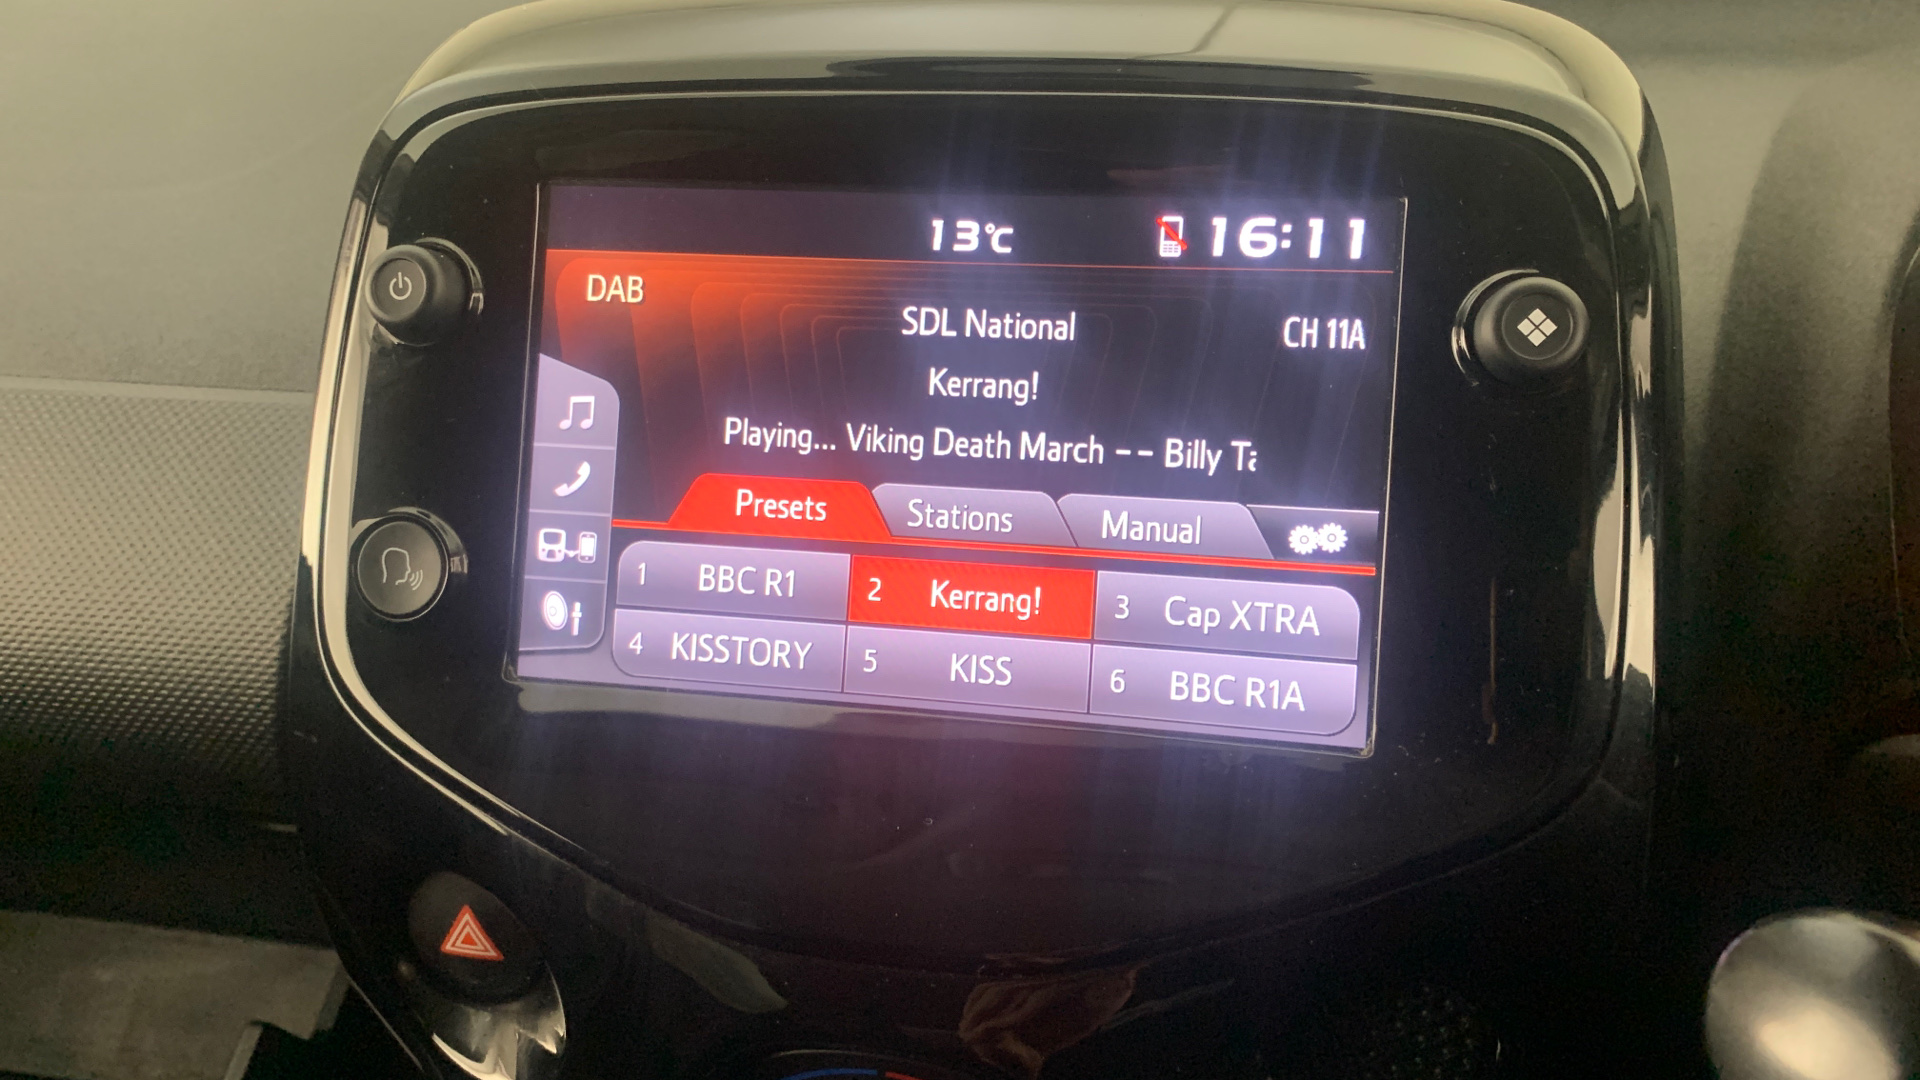 13°C 16:11
DAB
SDL National CH 11A
Kerrang!
Playing... Viking Death March -- Billy Ta
Presets Stations Manual
1 BBC R1 2 Kerrang! 3 Cap XTRA
4 KISSTORY 5 KISS 6 BBC R1A